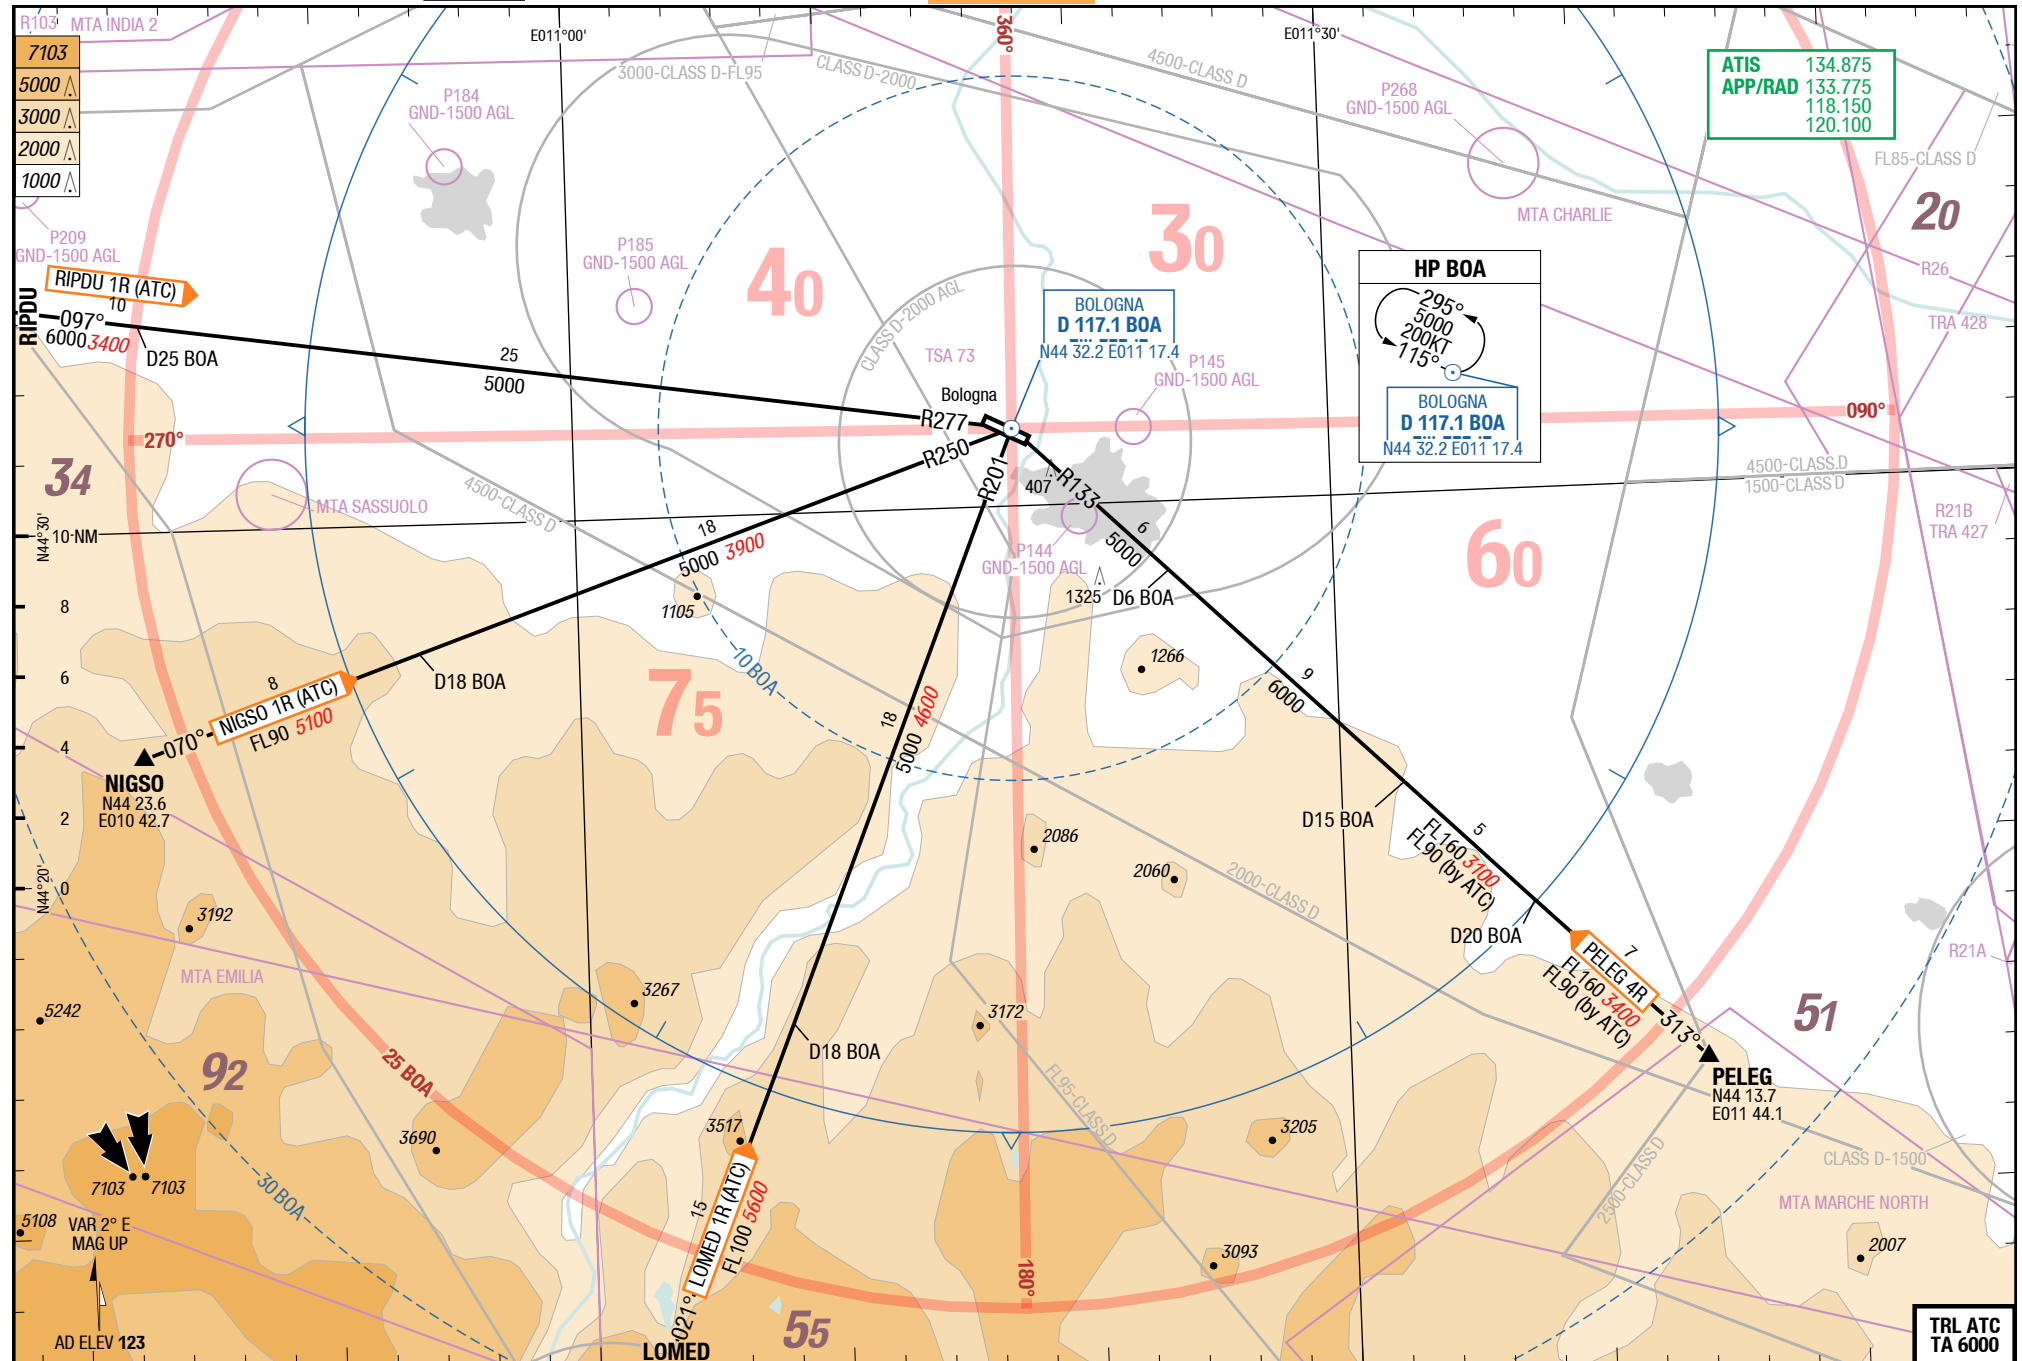 R103
MTA INDIA 2
7103
5000
3000
2000
1000
E011°00'
3000-CLASS D-FL95
CLASS D-2000
360°
4500-CLASS D
E011°30'
ATIS 134.875
APP/RAD 133.775
118.150
120.100
P184
GND-1500 AGL
P268
GND-1500 AGL
FL85-CLASS D
MTA CHARLIE
20
P209
GND-1500 AGL
P185
GND-1500 AGL
40
30
R26
RIPDU 1R (ATC)
10
RIPDU
097°
6000 3400
D25 BOA
25
5000
CLASS D-2000 AGL
TSA 73
BOLOGNA
D 117.1 BOA
N44 32.2 E011 17.4
P145
GND-1500 AGL
HP BOA
295°
5000
200KT
115°
BOLOGNA
D 117.1 BOA
N44 32.2 E011 17.4
TRA 428
Bologna
R277
R250
R201
R133
270°
090°
34
MTA SASSUOLO
4500-CLASS D
407
4500-CLASS D
1500-CLASS D
R21B
TRA 427
N44°30'
10 NM
8
6
4
2
0
N44°20'
18
5000 3900
6
5000
P144
GND-1500 AGL
1325
D6 BOA
60
1105
10 BOA
1266
75
D18 BOA
8
NIGSO 1R (ATC)
FL90 5100
070°
NIGSO
N44 23.6
E010 42.7
18
5000 4600
9
6000
D15 BOA
2086
2060
2000-CLASS D
5
FL160 3100
FL90 (by ATC)
D20 BOA
7
PELEG 4R
FL160 3400
FL90 (by ATC)
313°
PELEG
N44 13.7
E011 44.1
R21A
51
3192
MTA EMILIA
5242
92
25 BOA
3267
3172
D18 BOA
FL95-CLASS D
3690
3517
3205
7103
7103
30 BOA
5108
VAR 2° E
MAG UP
AD ELEV 123
15
LOMED 1R (ATC)
FL100 5600
021°
LOMED
55
180°
3093
2500-CLASS D
CLASS D-1500
MTA MARCHE NORTH
2007
TRL ATC
TA 6000